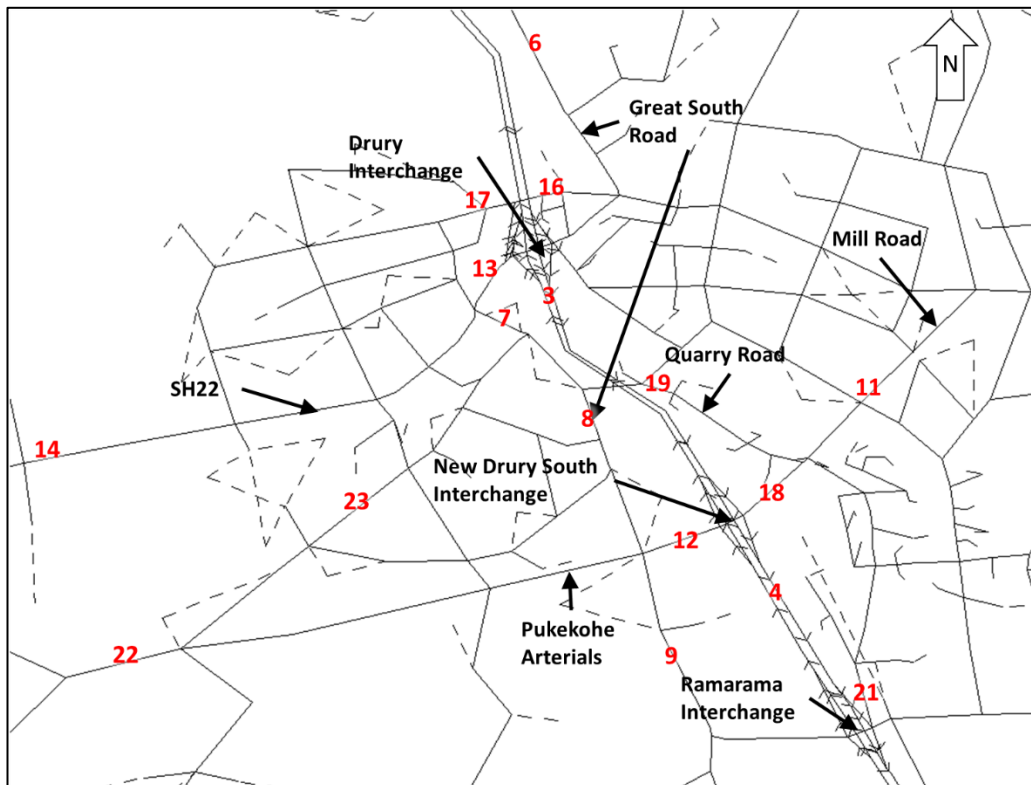 6
N
Great South
Road
Drury
Interchange
16
17
Mill Road
13
3
7
Quarry Road
19
SH22
11
8
14
New Drury South
Interchange
18
23
12
4
Pukekohe
Arterials
22
9
Ramarama
Interchange
21